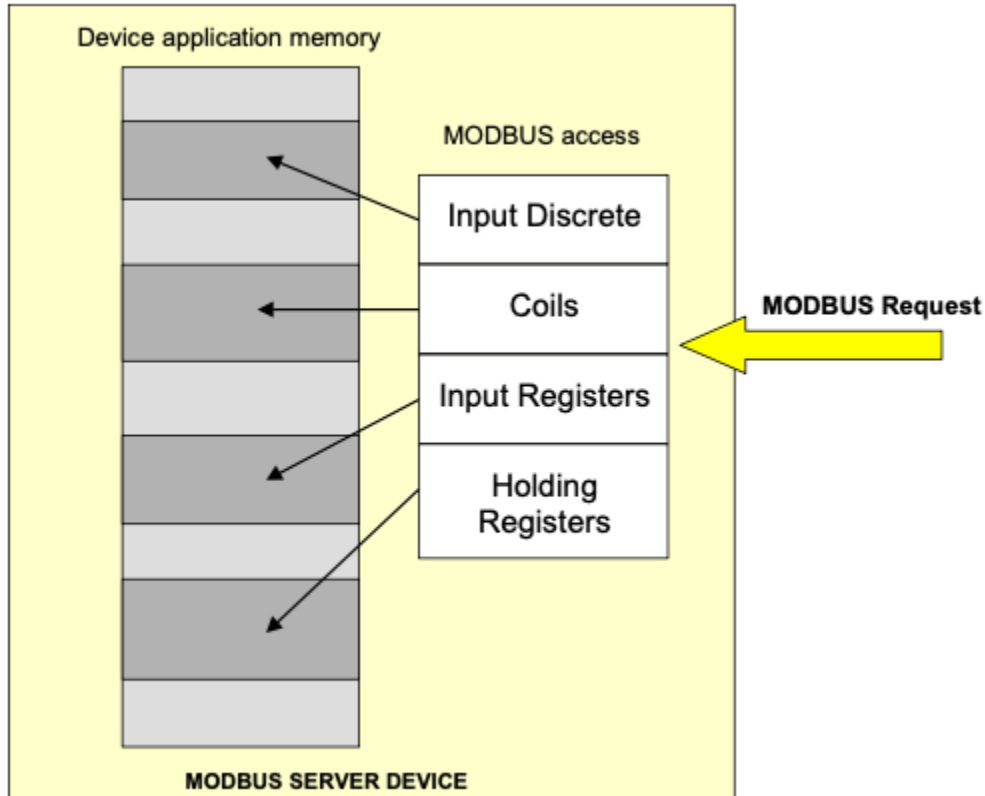 Device application memory
MODBUS access
Input Discrete
Coils
MODBUS Request
Input Registers
Holding
Registers
MODBUS SERVER DEVICE